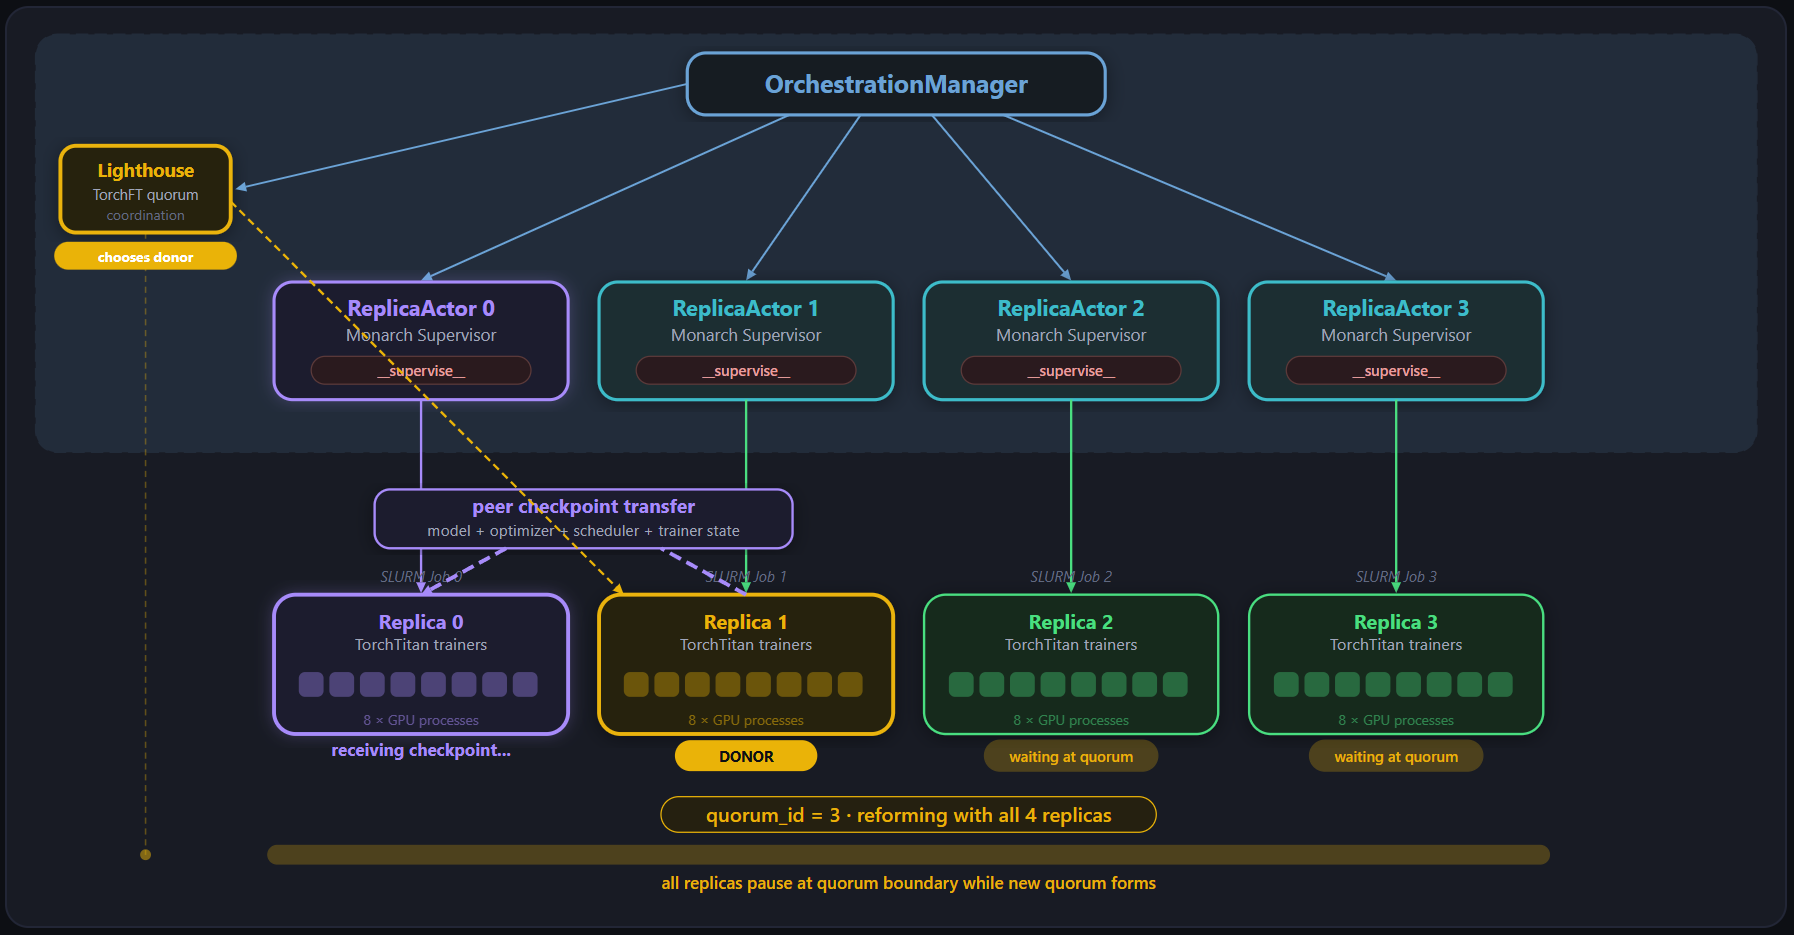 OrchestrationManager
Lighthouse
TorchFT quorum
coordination
chooses donor
ReplicaActor 0
Monarch Supervisor
__supervise__
ReplicaActor 1
Monarch Supervisor
__supervise__
ReplicaActor 2
Monarch Supervisor
__supervise__
ReplicaActor 3
Monarch Supervisor
__supervise__
peer checkpoint transfer
model + optimizer + scheduler + trainer state
SLURM Job 0
SLURM Job 1
SLURM Job 2
SLURM Job 3
Replica 0
TorchTitan trainers
8 × GPU processes
receiving checkpoint...
Replica 1
TorchTitan trainers
8 × GPU processes
DONOR
Replica 2
TorchTitan trainers
8 × GPU processes
waiting at quorum
Replica 3
TorchTitan trainers
8 × GPU processes
waiting at quorum
quorum_id = 3 · reforming with all 4 replicas
all replicas pause at quorum boundary while new quorum forms